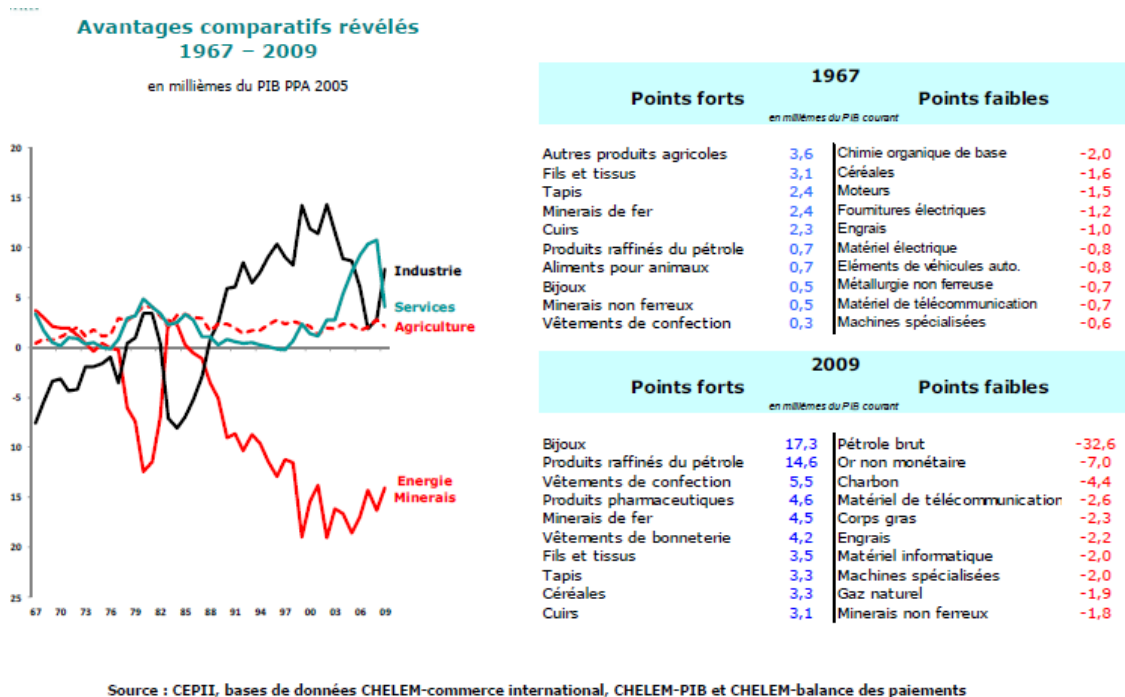 Avantages comparatifs révélés
1967 – 2009
en millièmes du PIB PPA 2005
20
15
10
5
0
-5
10
15
20
25
67 70 73 76 79 82 85 88 91 94 97 00 03 06 09
Industrie
Services
Agriculture
Energie
Minerais
1967
Points forts Points faibles
en millièmes du PIB courant
Autres produits agricoles 3,6 Chimie organique de base -2,0
Fils et tissus 3,1 Céréales -1,6
Tapis 2,4 Moteurs -1,5
Minerais de fer 2,4 Fournitures électriques -1,2
Cuirs 2,3 Engrais -1,0
Produits raffinés du pétrole 0,7 Matériel électrique -0,8
Aliments pour animaux 0,7 Eléments de véhicules auto. -0,8
Bijoux 0,5 Métallurgie non ferreuse -0,7
Minerais non ferreux 0,5 Matériel de télécommunication -0,7
Vêtements de confection 0,3 Machines spécialisées -0,6
2009
Points forts Points faibles
en millièmes du PIB courant
Bijoux 17,3 Pétrole brut -32,6
Produits raffinés du pétrole 14,6 Or non monétaire -7,0
Vêtements de confection 5,5 Charbon -4,4
Produits pharmaceutiques 4,6 Matériel de télécommunication -2,6
Minerais de fer 4,5 Corps gras -2,3
Vêtements de bonneterie 4,2 Engrais -2,2
Fils et tissus 3,5 Matériel informatique -2,0
Tapis 3,3 Machines spécialisées -2,0
Céréales 3,3 Gaz naturel -1,9
Cuirs 3,1 Minerais non ferreux -1,8
Source : CEPII, bases de données CHELEM-commerce international, CHELEM-PIB et CHELEM-balance des paiements